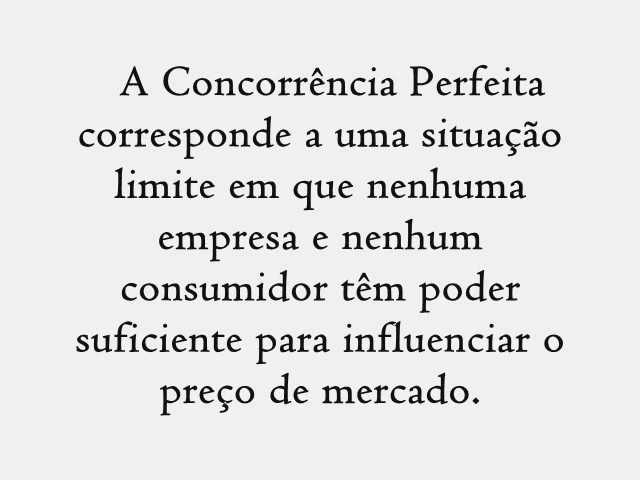 A Concorrência Perfeita
corresponde a uma situação
limite em que nenhuma
empresa e nenhum
consumidor têm poder
suficiente para influenciar o
preço de mercado.